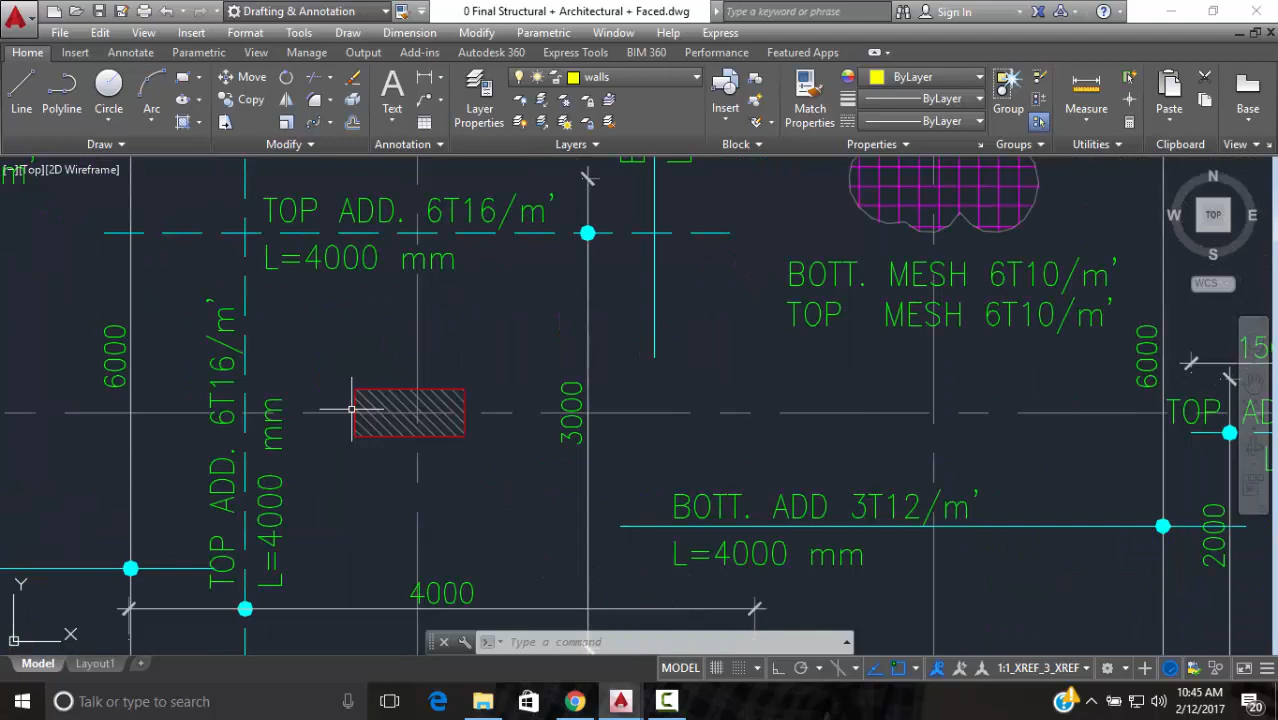 Drafting & Annotation
0 Final Structural + Architectural + Faced.dwg
Type a keyword or phrase
Sign In
File Edit View Insert Format Tools Draw Dimension Modify Parametric Window Help Express
Home Insert Annotate Parametric View Manage Output Add-ins Autodesk 360 Express Tools BIM 360 Performance Featured Apps
Line Polyline Circle Arc
Move
Copy
Text
Layer Properties
walls
Insert
Match Properties
ByLayer
ByLayer
ByLayer
Group
Measure
Paste
Base
Draw Modify Annotation Layers Block Properties Groups Utilities Clipboard View
[−][Top][2D Wireframe]
m'
TOP ADD. 6T16/m'
L=4000 mm
6000
TOP ADD. 6T16/m'
L=4000 mm
3000
4000
BOTT. MESH 6T10/m'
TOP MESH 6T10/m'
6000
TOP
BOTT. ADD 3T12/m'
L=4000 mm
2000
N
W TOP E
S
WCS
Y
X
Type a command
Model Layout1 +
MODEL
1:1_XREF_3_XREF
Talk or type to Cortana
10:45 AM
2/12/2017
20